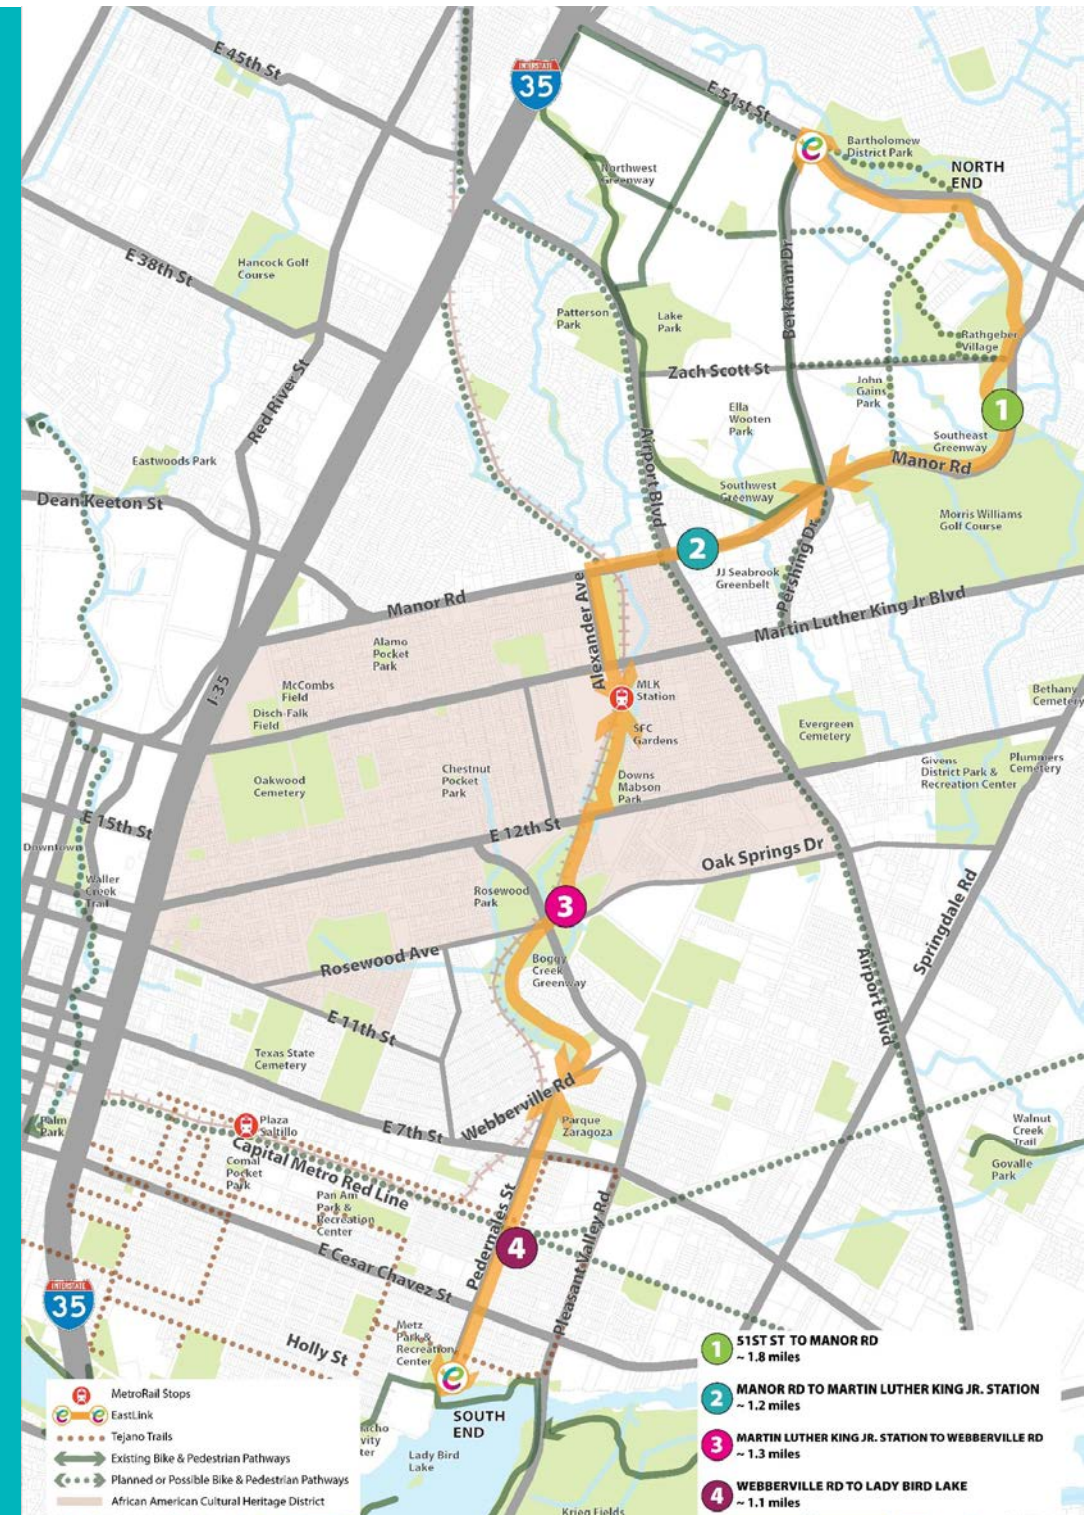 INTERSTATE
35
E 45th St
E 51st St
Bartholomew
District Park
NORTH
END
Northwest
Greenway
E 38th St
Hancock Golf
Course
Berkman Dr
Patterson
Park
Lake
Park
Rathgeber
Village
Zach Scott St
Red River St
John
Gains
Park
Ella
Wooten
Park
1
Airport Blvd
Southeast
Greenway
Eastwoods Park
Manor Rd
Dean Keeton St
Southwest
Greenway
Morris Williams
Golf Course
2
Pershing Dr
JJ Seabrook
Greenbelt
Manor Rd
Alexander Ave
Martin Luther King Jr Blvd
Alamo
Pocket
Park
I-35
McCombs
Field
MLK
Station
Bethany
Cemetery
Disch-Falk
Field
SFC
Gardens
Evergreen
Cemetery
Oakwood
Cemetery
Chestnut
Pocket
Park
Downs
Mabson
Park
Givens
District Park &
Recreation Center
Plummers
Cemetery
E 15th St
E 12th St
Downtown
Oak Springs Dr
Waller
Creek
Trail
Rosewood
Park
3
Springdale Rd
Rosewood Ave
Boggy
Creek
Greenway
Airport Blvd
E 11th St
Texas State
Cemetery
Webberville Rd
Palm
Park
Plaza
Saltillo
E 7th St
Parque
Zaragoza
Walnut
Creek
Trail
Capital Metro Red Line
Comal
Pocket
Park
Govalle
Park
Pan Am
Park &
Recreation
Center
Pedernales St
Pleasant Valley Rd
4
E Cesar Chavez St
INTERSTATE
35
Metz
Park &
Recreation
Center
Holly St
SOUTH
END
Lady Bird
Lake
Krieg Fields
MetroRail Stops
EastLink
Tejano Trails
Existing Bike & Pedestrian Pathways
Planned or Possible Bike & Pedestrian Pathways
African American Cultural Heritage District
1 51ST ST TO MANOR RD
~ 1.8 miles
2 MANOR RD TO MARTIN LUTHER KING JR. STATION
~ 1.2 miles
3 MARTIN LUTHER KING JR. STATION TO WEBBERVILLE RD
~ 1.3 miles
4 WEBBERVILLE RD TO LADY BIRD LAKE
~ 1.1 miles